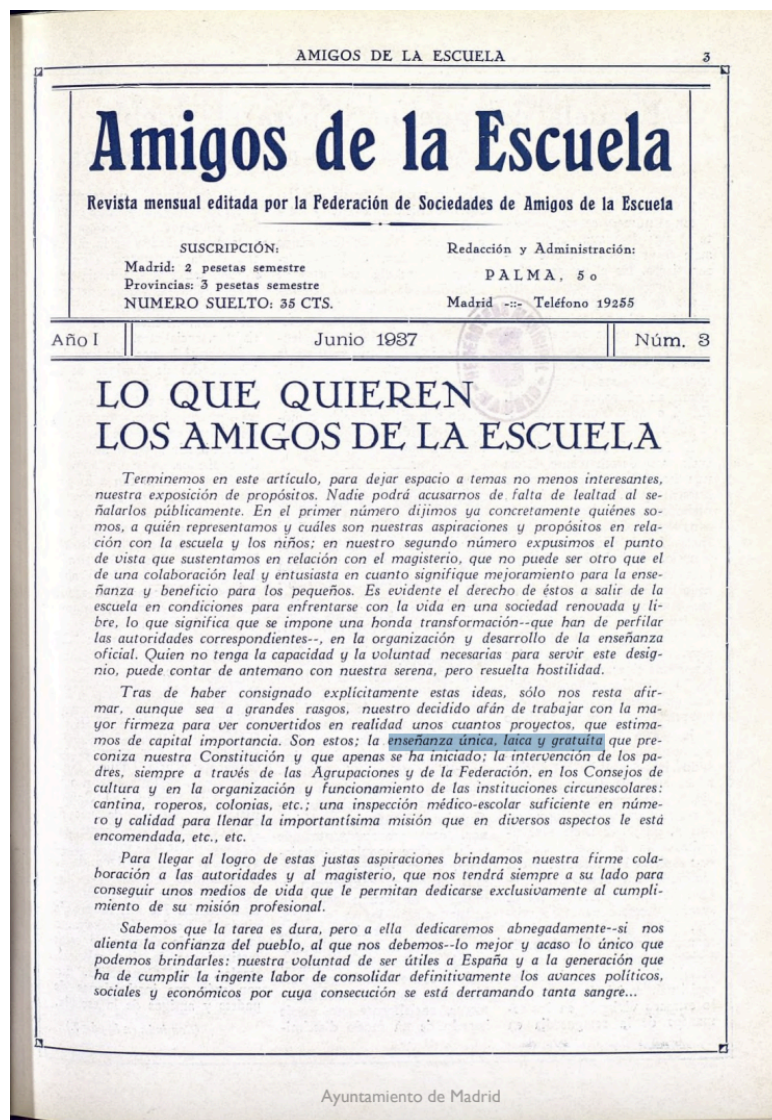 AMIGOS DE LA ESCUELA 3
Amigos de la Escuela
Revista mensual editada por la Federación de Sociedades de Amigos de la Escuela
SUSCRIPCIÓN:
Madrid: 2 pesetas semestre
Provincias: 3 pesetas semestre
NUMERO SUELTO: 35 CTS.
Redacción y Administración:
PALMA, 50
Madrid -::- Teléfono 19255
Año I Junio 1937 Núm. 3
LO QUE QUIEREN
LOS AMIGOS DE LA ESCUELA
Terminemos en este artículo, para dejar espacio a temas no menos interesantes,
nuestra exposición de propósitos. Nadie podrá acusarnos de falta de lealtad al se-
ñalarlos públicamente. En el primer número dijimos ya concretamente quiénes so-
mos, a quién representamos y cuáles son nuestras aspiraciones y propósitos en rela-
ción con la escuela y los niños; en nuestro segundo número expusimos el punto
de vista que sustentamos en relación con el magisterio, que no puede ser otro que el
de una colaboración leal y entusiasta en cuanto signifique mejoramiento para la ense-
ñanza y beneficio para los pequeños. Es evidente el derecho de éstos a salir de la
escuela en condiciones para enfrentarse con la vida en una sociedad renovada y li-
bre, lo que significa que se impone una honda transformación--que han de perfilar
las autoridades correspondientes--, en la organización y desarrollo de la enseñanza
oficial. Quien no tenga la capacidad y la voluntad necesarias para servir este desig-
nio, puede contar de antemano con nuestra serena, pero resuelta hostilidad.
Tras de haber consignado explícitamente estas ideas, sólo nos resta afir-
mar, aunque sea a grandes rasgos, nuestro decidido afán de trabajar con la ma-
yor firmeza para ver convertidos en realidad unos cuantos proyectos, que estima-
mos de capital importancia. Son estos; la enseñanza única, laica y gratuíta que pre-
coniza nuestra Constitución y que apenas se ha iniciado; la intervención de los pa-
dres, siempre a través de las Agrupaciones y de la Federación, en los Consejos de
cultura y en la organización y funcionamiento de las instituciones circunescolares:
cantina, roperos, colonias, etc.; una inspección médico-escolar suficiente en núme-
ro y calidad para llenar la importantísima misión que en diversos aspectos le está
encomendada, etc., etc.
Para llegar al logro de estas justas aspiraciones brindamos nuestra firme cola-
boración a las autoridades y al magisterio, que nos tendrá siempre a su lado para
conseguir unos medios de vida que le permitan dedicarse exclusivamente al cumpli-
miento de su misión profesional.
Sabemos que la tarea es dura, pero a ella dedicaremos abnegadamente--si nos
alienta la confianza del pueblo, al que nos debemos--lo mejor y acaso lo único que
podemos brindarles: nuestra voluntad de ser útiles a España y a la generación que
ha de cumplir la ingente labor de consolidar definitivamente los avances políticos,
sociales y económicos por cuya consecución se está derramando tanta sangre...
Ayuntamiento de Madrid